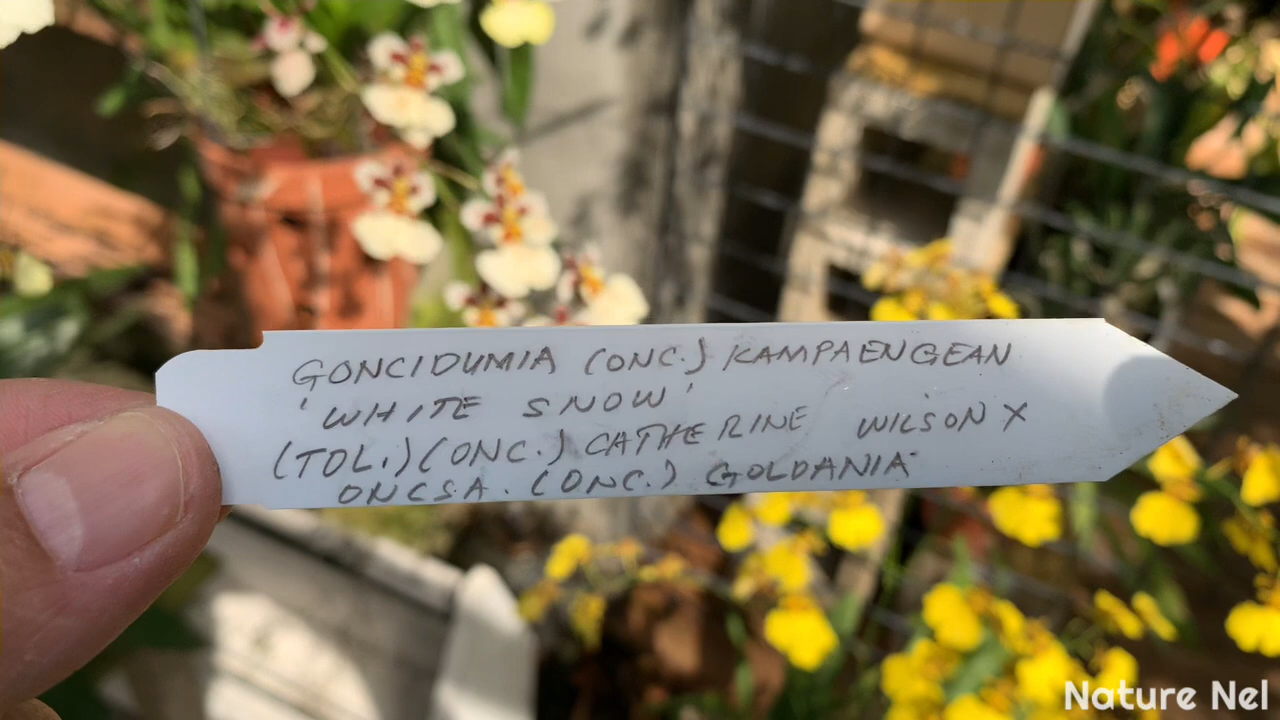 GONCIDUMIA (ONC.) KAMPAENGEAN
'WHITE SNOW'
(TOL.) (ONC.) CATHERINE WILSON X
ONCSA. (ONC.) GOLDANIA
Nature Nel